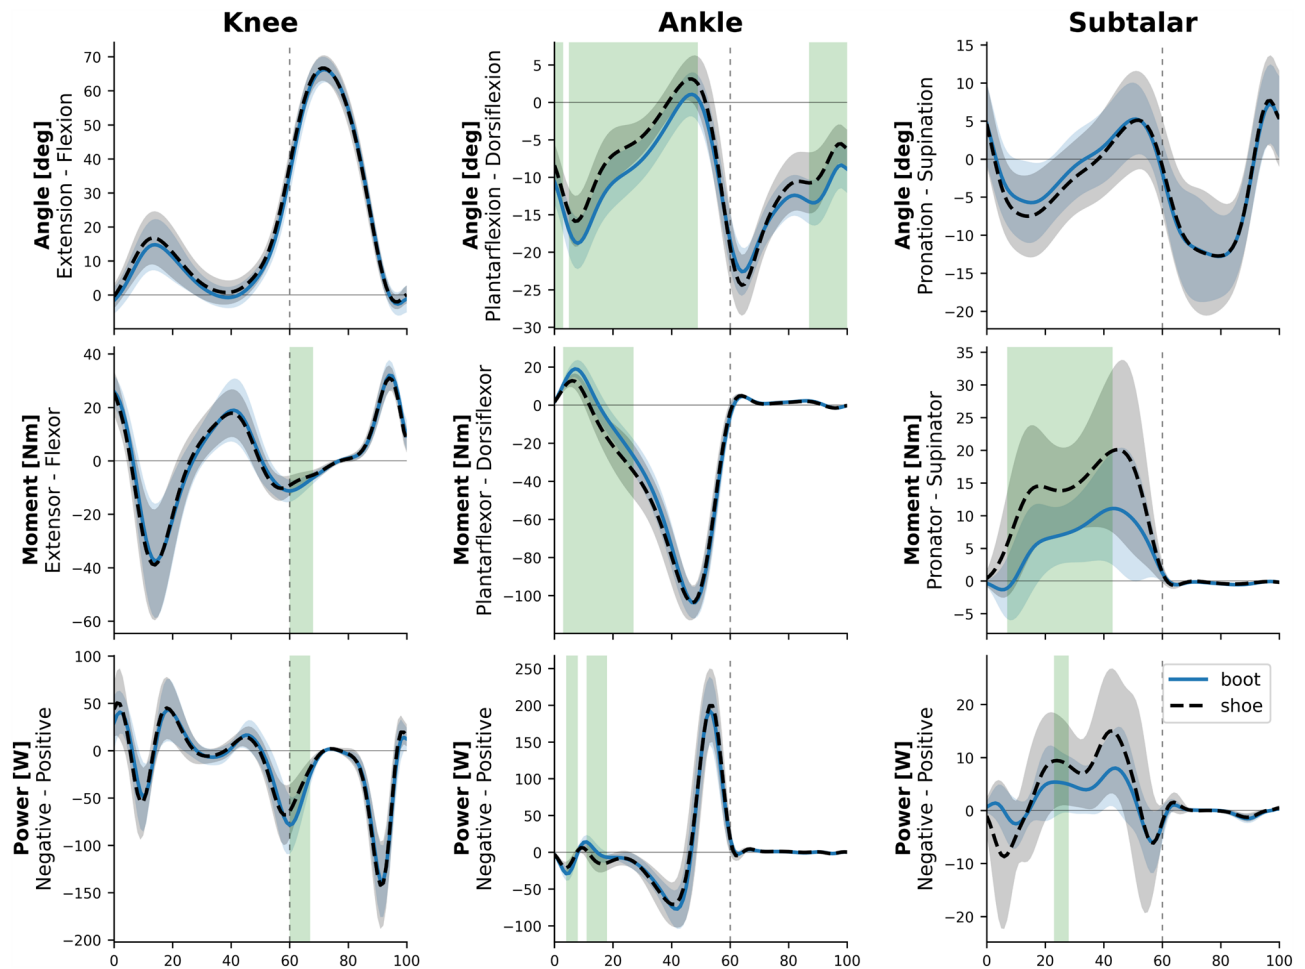 Knee
Ankle
Subtalar
Angle [deg]
Extension - Flexion
70
60
50
40
30
20
10
0
Angle [deg]
Plantarflexion - Dorsiflexion
5
0
−5
−10
−15
−20
−25
−30
Angle [deg]
Pronation - Supination
15
10
5
0
−5
−10
−15
−20
Moment [Nm]
Extensor - Flexor
40
20
0
−20
−40
−60
Moment [Nm]
Plantarflexor - Dorsiflexor
20
0
−20
−40
−60
−80
−100
Moment [Nm]
Pronator - Supinator
35
30
25
20
15
10
5
0
−5
Power [W]
Negative - Positive
100
50
0
−50
−100
−150
−200
0 20 40 60 80 100
Power [W]
Negative - Positive
250
200
150
100
50
0
−50
−100
0 20 40 60 80 100
Power [W]
Negative - Positive
20
10
0
−10
−20
0 20 40 60 80 100
boot
shoe